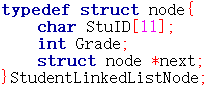 typedef struct node{
    char StuID[11];
    int Grade;
    struct node *next;
}StudentLinkedListNode;